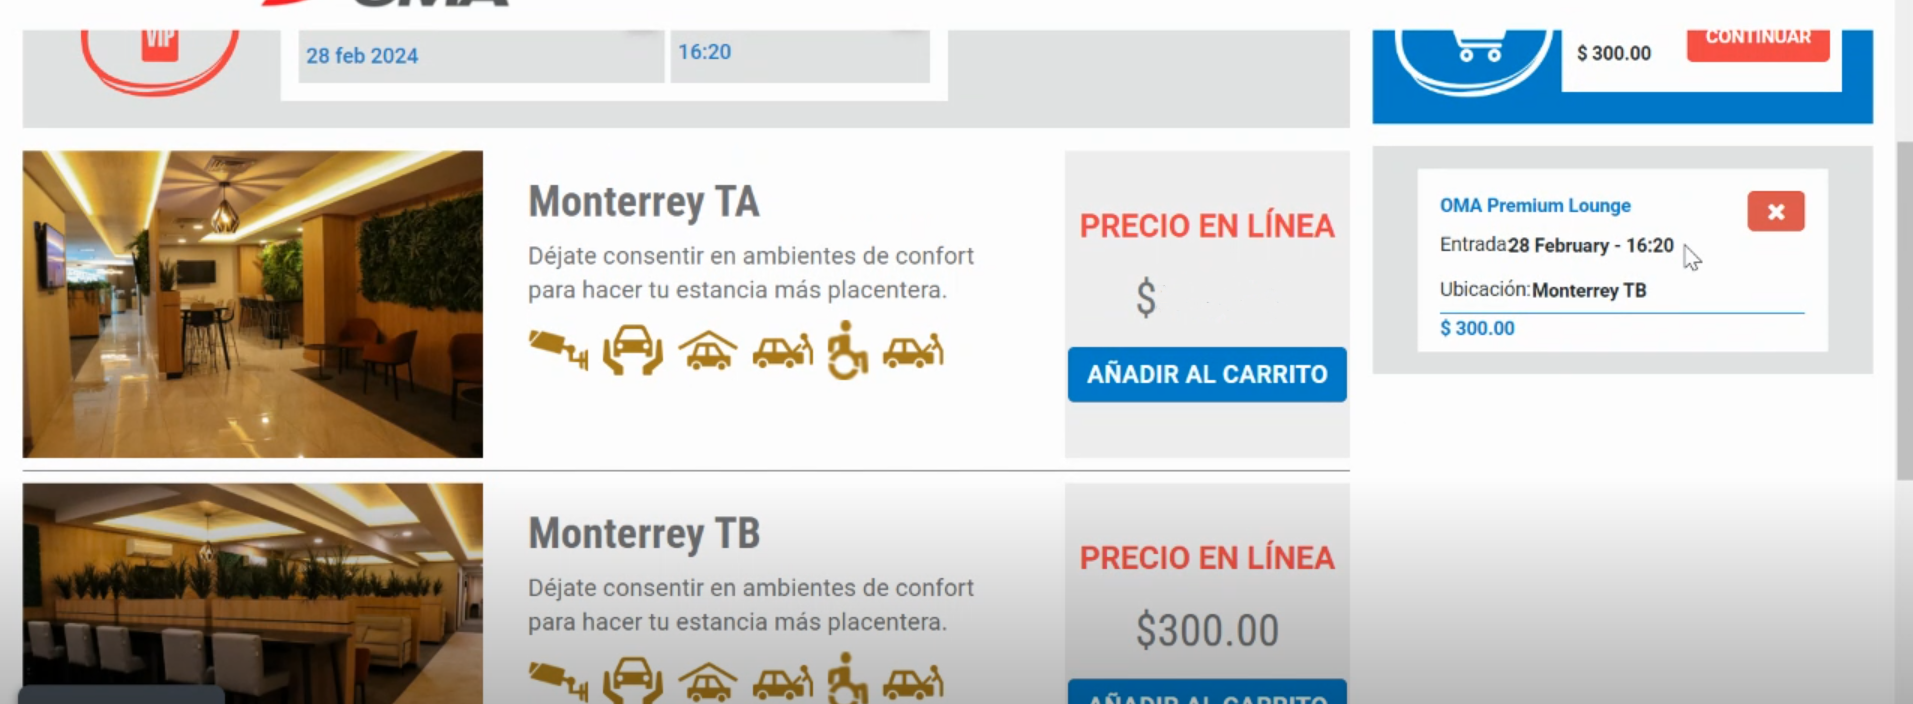 OMA
VIP
28 feb 2024
16:20
$ 300.00
CONTINUAR
Monterrey TA
Déjate consentir en ambientes de confort
para hacer tu estancia más placentera.
PRECIO EN LÍNEA
$
AÑADIR AL CARRITO
OMA Premium Lounge
Entrada28 February - 16:20
Ubicación:Monterrey TB
$ 300.00
Monterrey TB
Déjate consentir en ambientes de confort
para hacer tu estancia más placentera.
PRECIO EN LÍNEA
$300.00
AÑADIR AL CARRITO